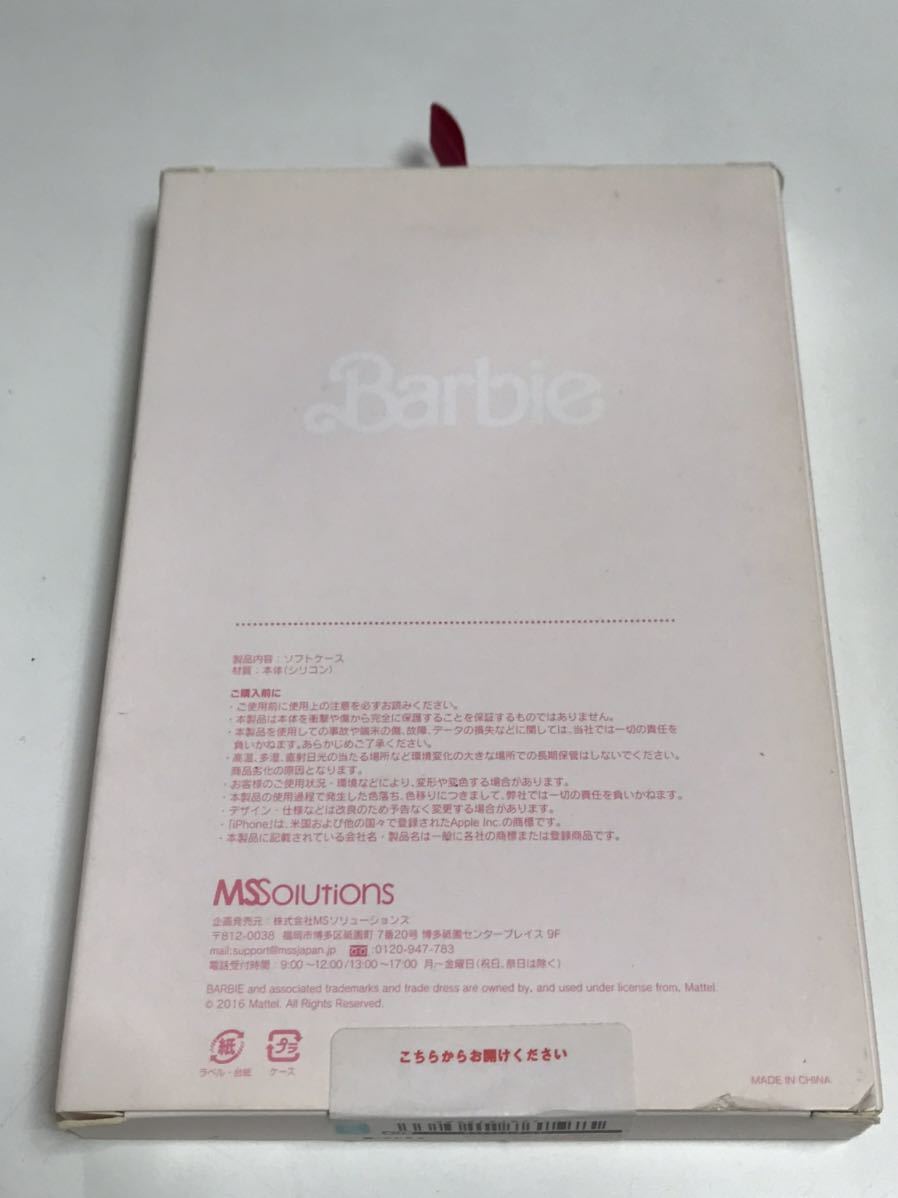 Barbie
製品内容：ソフトケース
材質：本体（シリコン）
ご購入前に
・ご使用前に使用上の注意を必ずお読みください。
・本製品は本体を衝撃や傷から完全に保護することを保証するものではありません。
・本製品を使用しての事故や端末の傷、故障、データの損失などに関しては、当社では一切の責任を
負いかねます。あらかじめご了承ください。
・高温、多湿、直射日光の当たる場所など環境変化の大きな場所での長期保管はしないでください。
商品劣化の原因となります。
・お客様のご使用状況・環境などにより、変形や変色する場合があります。
・本製品の使用過程で発生した色落ち、色移りにつきまして、弊社では一切の責任を負いかねます。
・デザイン・仕様などは改良のため予告なく変更する場合があります。
・「iPhone」は、米国および他の国々で登録されたApple Inc.の商標です。
・本製品に記載されている会社名・製品名は一般に各社の商標または登録商品です。
MSSolutions
企画発売元：株式会社MSソリューションズ
〒812-0038 福岡市博多区祇園町 7番20号 博多祇園センタープレイス 9F
mail:support@mssjapan.jp :0120-947-783
電話受付時間：9:00～12:00/13:00～17:00 月～金曜日(祝日、祭日は除く)
BARBIE and associated trademarks and trade dress are owned by, and used under license from, Mattel.
© 2016 Mattel. All Rights Reserved.
紙 プラ
ラベル・台紙 ケース
こちらからお開けください
MADE IN CHINA